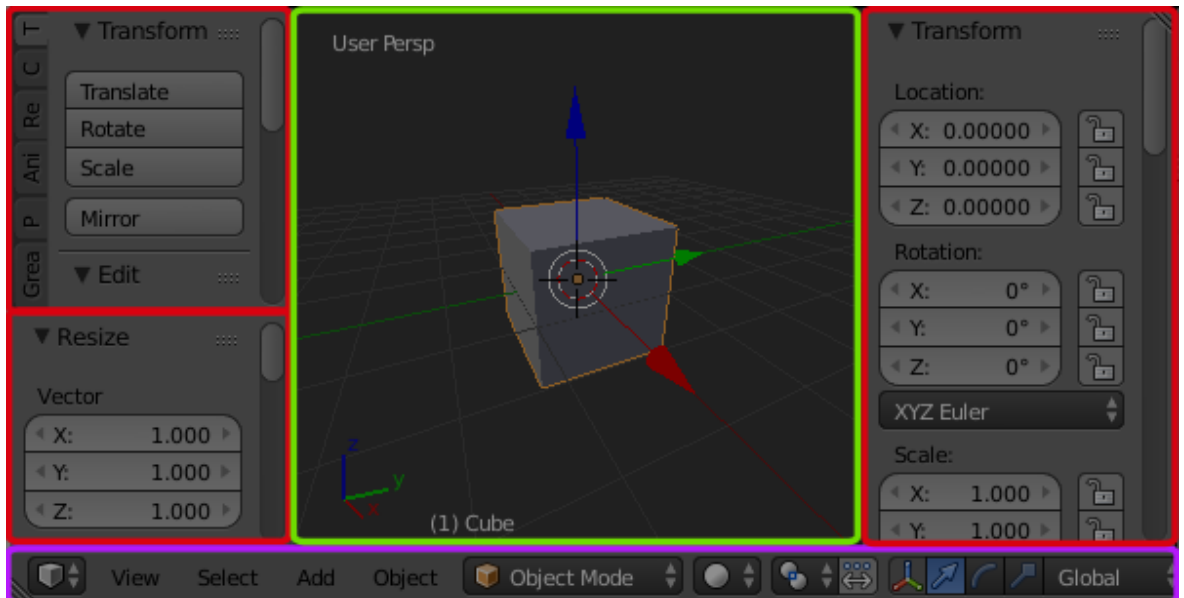 T
C
Re
Ani
P
Grea
Transform
Translate
Rotate
Scale
Mirror
Edit
Resize
Vector
X: 1.000
Y: 1.000
Z: 1.000
User Persp
z
y
x
(1) Cube
Transform
Location:
X: 0.00000
Y: 0.00000
Z: 0.00000
Rotation:
X: 0°
Y: 0°
Z: 0°
XYZ Euler
Scale:
X: 1.000
Y: 1.000
View Select Add Object Object Mode Global